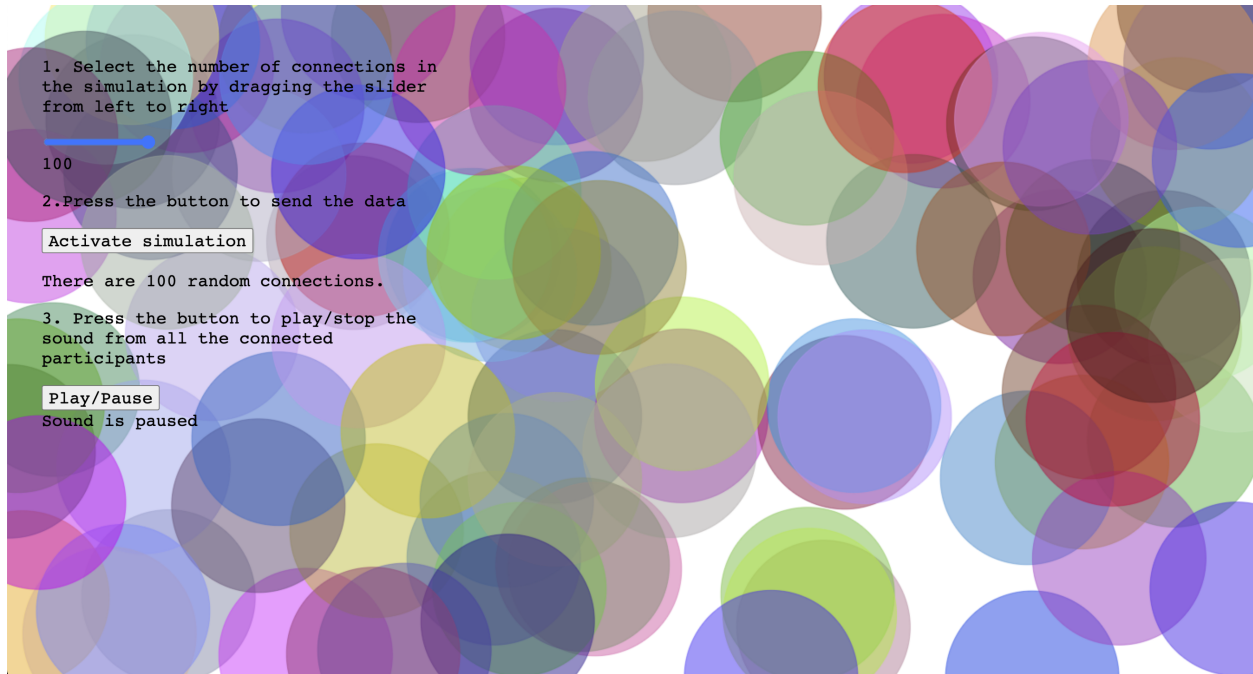 1. Select the number of connections in
the simulation by dragging the slider
from left to right
100
2.Press the button to send the data
Activate simulation
There are 100 random connections.
3. Press the button to play/stop the
sound from all the connected
participants
Play/Pause
Sound is paused